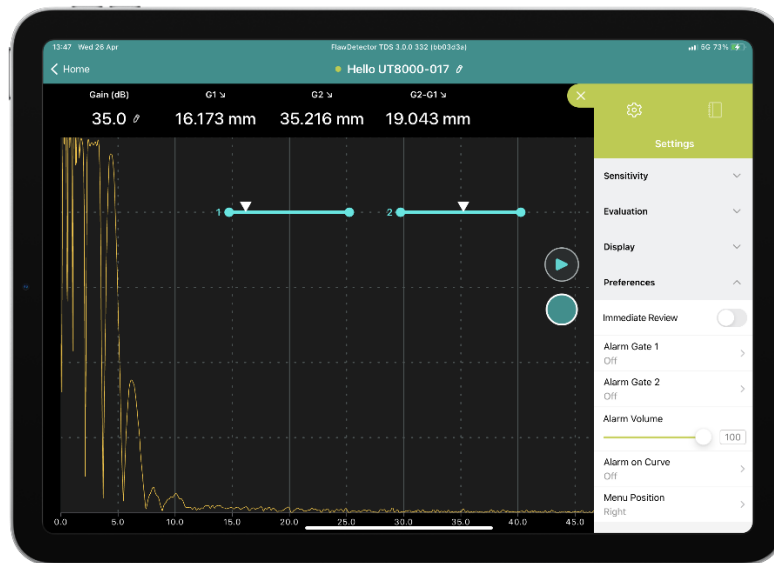 13:47 Wed 26 Apr
FlawDetector TDS 3.0.0 332 (bb03d3a)
5G 73%
Home
Hello UT8000-017
Gain (dB)
G1
G2
G2-G1
35.0
16.173 mm
35.216 mm
19.043 mm
Settings
Sensitivity
Evaluation
Display
Preferences
Immediate Review
Alarm Gate 1
Off
Alarm Gate 2
Off
Alarm Volume
100
Alarm on Curve
Off
Menu Position
Right
1
2
0.0 5.0 10.0 15.0 20.0 25.0 30.0 35.0 40.0 45.0